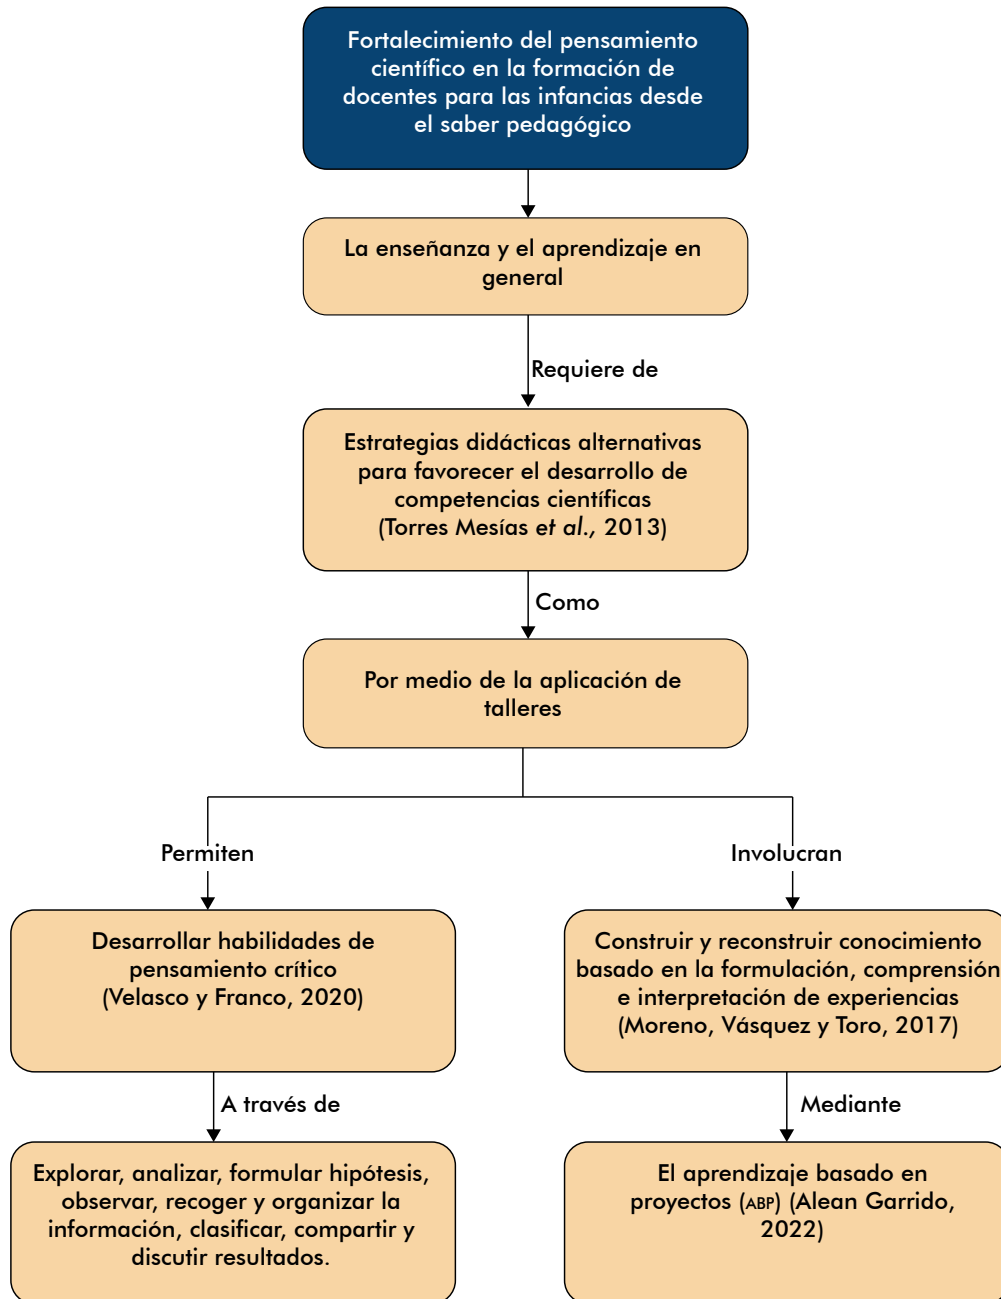 Fortalecimiento del pensamiento
científico en la formación de
docentes para las infancias desde
el saber pedagógico
La enseñanza y el aprendizaje en
general
Requiere de
Estrategias didácticas alternativas
para favorecer el desarrollo de
competencias científicas
(Torres Mesías et al., 2013)
Como
Por medio de la aplicación de
talleres
Permiten
Desarrollar habilidades de
pensamiento crítico
(Velasco y Franco, 2020)
A través de
Explorar, analizar, formular hipótesis,
observar, recoger y organizar la
información, clasificar, compartir y
discutir resultados.
Involucran
Construir y reconstruir conocimiento
basado en la formulación, comprensión
e interpretación de experiencias
(Moreno, Vásquez y Toro, 2017)
Mediante
El aprendizaje basado en
proyectos (ABP) (Alean Garrido,
2022)